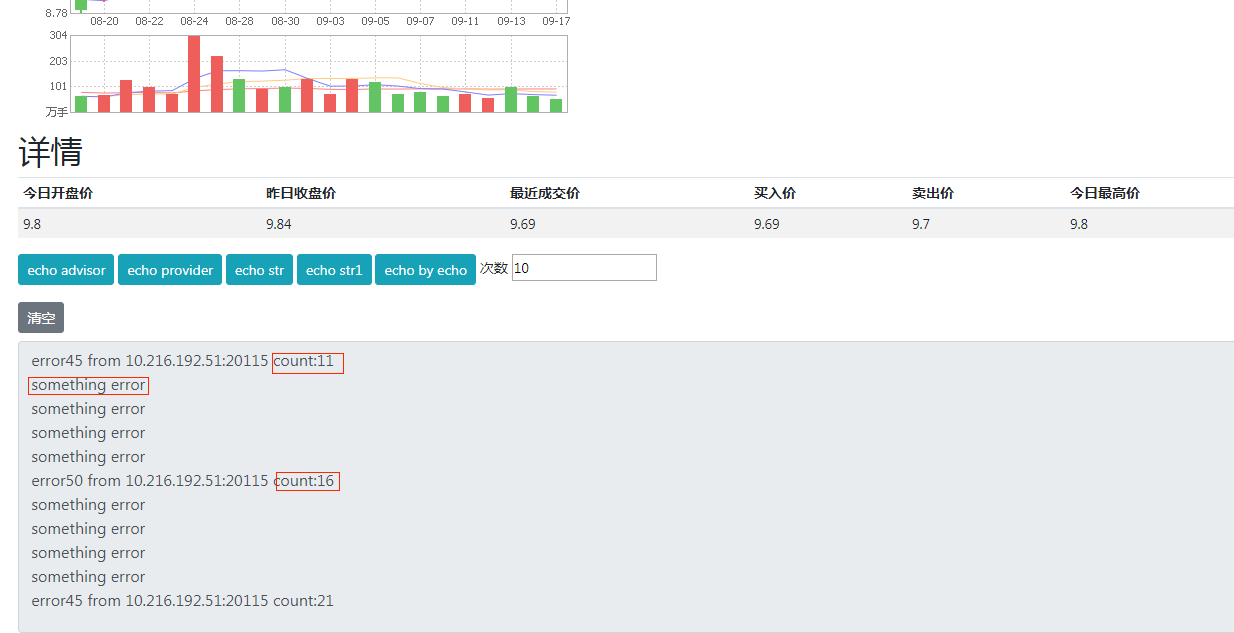 8.78
08-20 08-22 08-24 08-28 08-30 09-03 09-05 09-07 09-11 09-13 09-17
304
203
101
万手
详情
今日开盘价 昨日收盘价 最近成交价 买入价 卖出价 今日最高价
9.8 9.84 9.69 9.69 9.7 9.8
echo advisor echo provider echo str echo str1 echo by echo 次数 10
清空
error45 from 10.216.192.51:20115 count:11
something error
something error
something error
something error
error50 from 10.216.192.51:20115 count:16
something error
something error
something error
something error
error45 from 10.216.192.51:20115 count:21